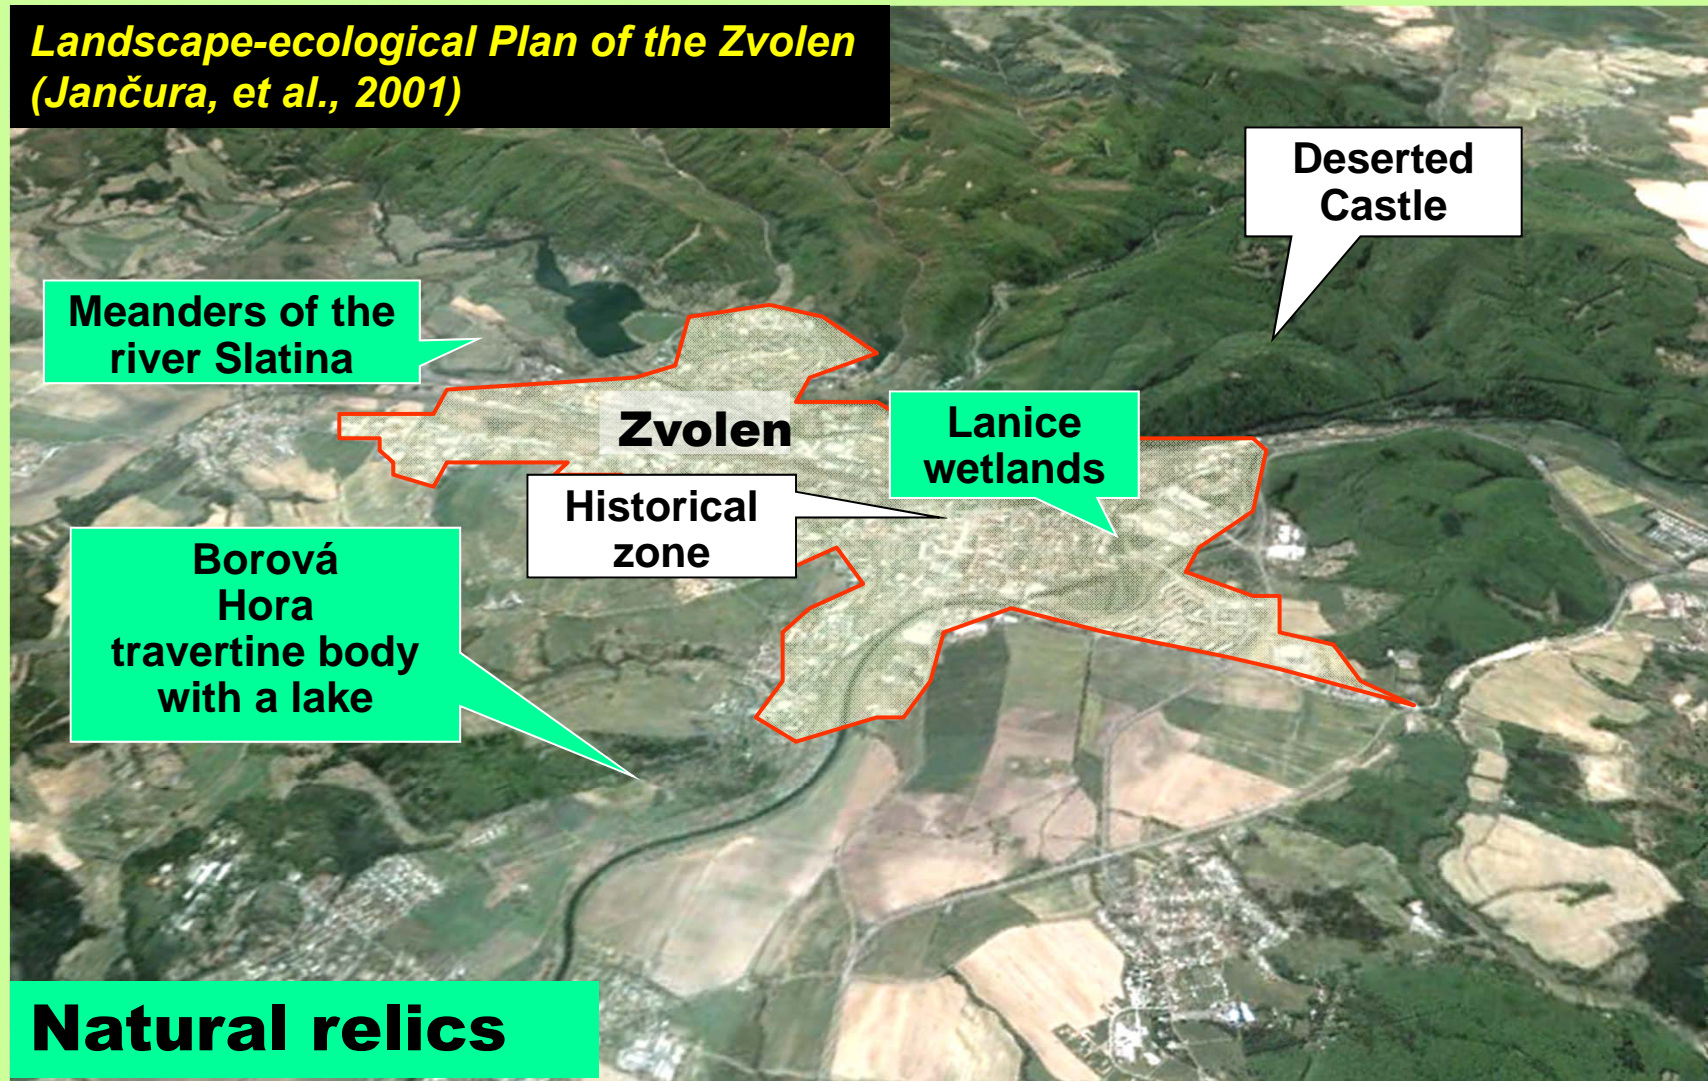 Landscape-ecological Plan of the Zvolen
(Jančura, et al., 2001)
Deserted
Castle
Meanders of the
river Slatina
Zvolen
Lanice
wetlands
Historical
zone
Borová
Hora
travertine body
with a lake
Natural relics